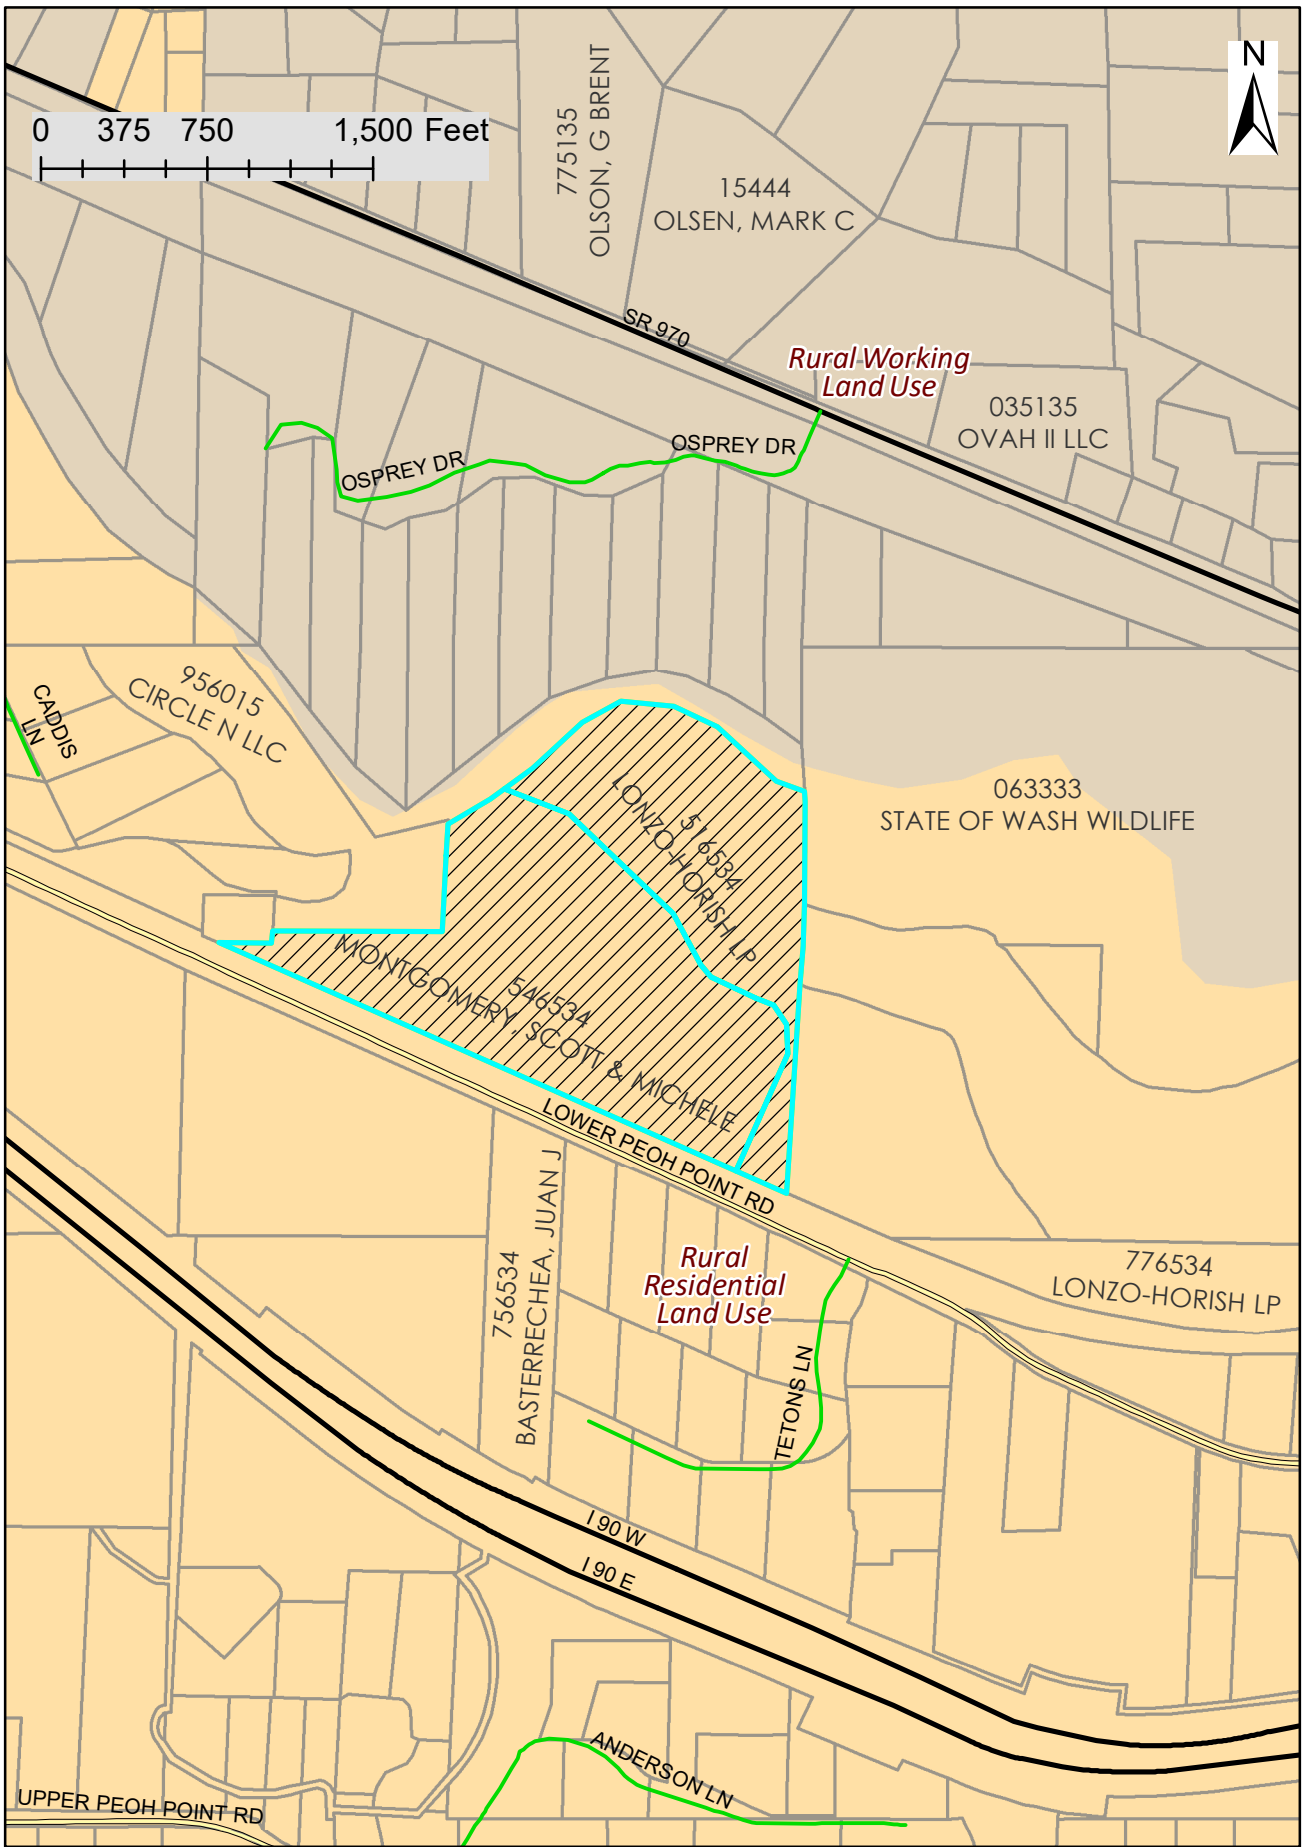 N
0 375 750 1,500 Feet
775135
OLSON, G BRENT
15444
OLSEN, MARK C
SR 970
Rural Working
Land Use
035135
OVAH II LLC
OSPREY DR
OSPREY DR
956015
CIRCLE N LLC
CADDIS
LN
063333
STATE OF WASH WILDLIFE
516534
LONZO-HORISH LP
546534
MONTGOMERY, SCOTT & MICHELE
LOWER PEOH POINT RD
756534
BASTERRECHEA, JUAN J
Rural
Residential
Land Use
776534
LONZO-HORISH LP
TETONS LN
I 90 W
I 90 E
ANDERSON LN
UPPER PEOH POINT RD